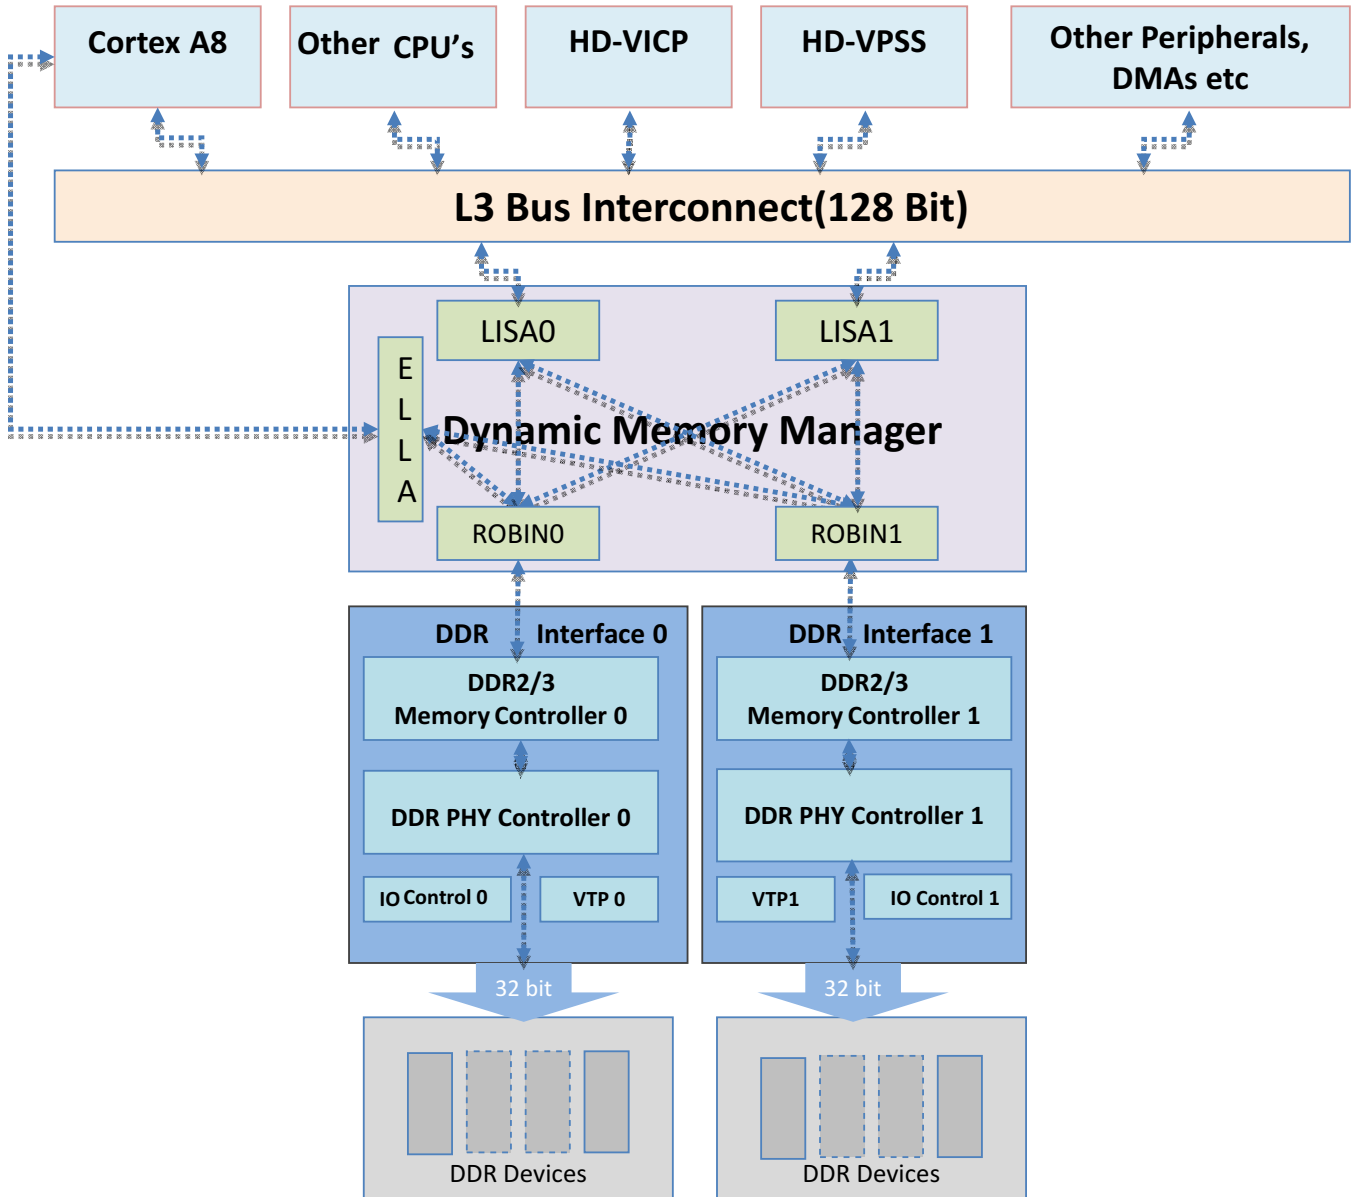 Cortex A8
Other CPU's
HD-VICP
HD-VPSS
Other Peripherals,
DMAs etc
L3 Bus Interconnect(128 Bit)
LISA0
LISA1
E
L
L
A
Dynamic Memory Manager
ROBIN0
ROBIN1
DDR Interface 0
DDR2/3
Memory Controller 0
DDR PHY Controller 0
IO Control 0
VTP 0
DDR Interface 1
DDR2/3
Memory Controller 1
DDR PHY Controller 1
VTP1
IO Control 1
32 bit
32 bit
DDR Devices
DDR Devices